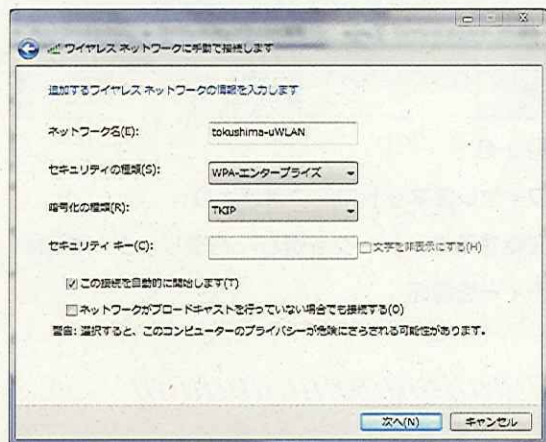 ワイヤレス ネットワークに手動で接続します
追加するワイヤレス ネットワークの情報を入力します
ネットワーク名(E): tokushima-uWLAN
セキュリティの種類(S): WPA-エンタープライズ
暗号化の種類(R): TKIP
セキュリティ キー(C): 文字を非表示にする(H)
この接続を自動的に開始します(T)
ネットワークがブロードキャストを行っていない場合でも接続する(O)
警告: 選択すると、このコンピューターのプライバシーが危険にさらされる可能性があります。
次へ(N) キャンセル